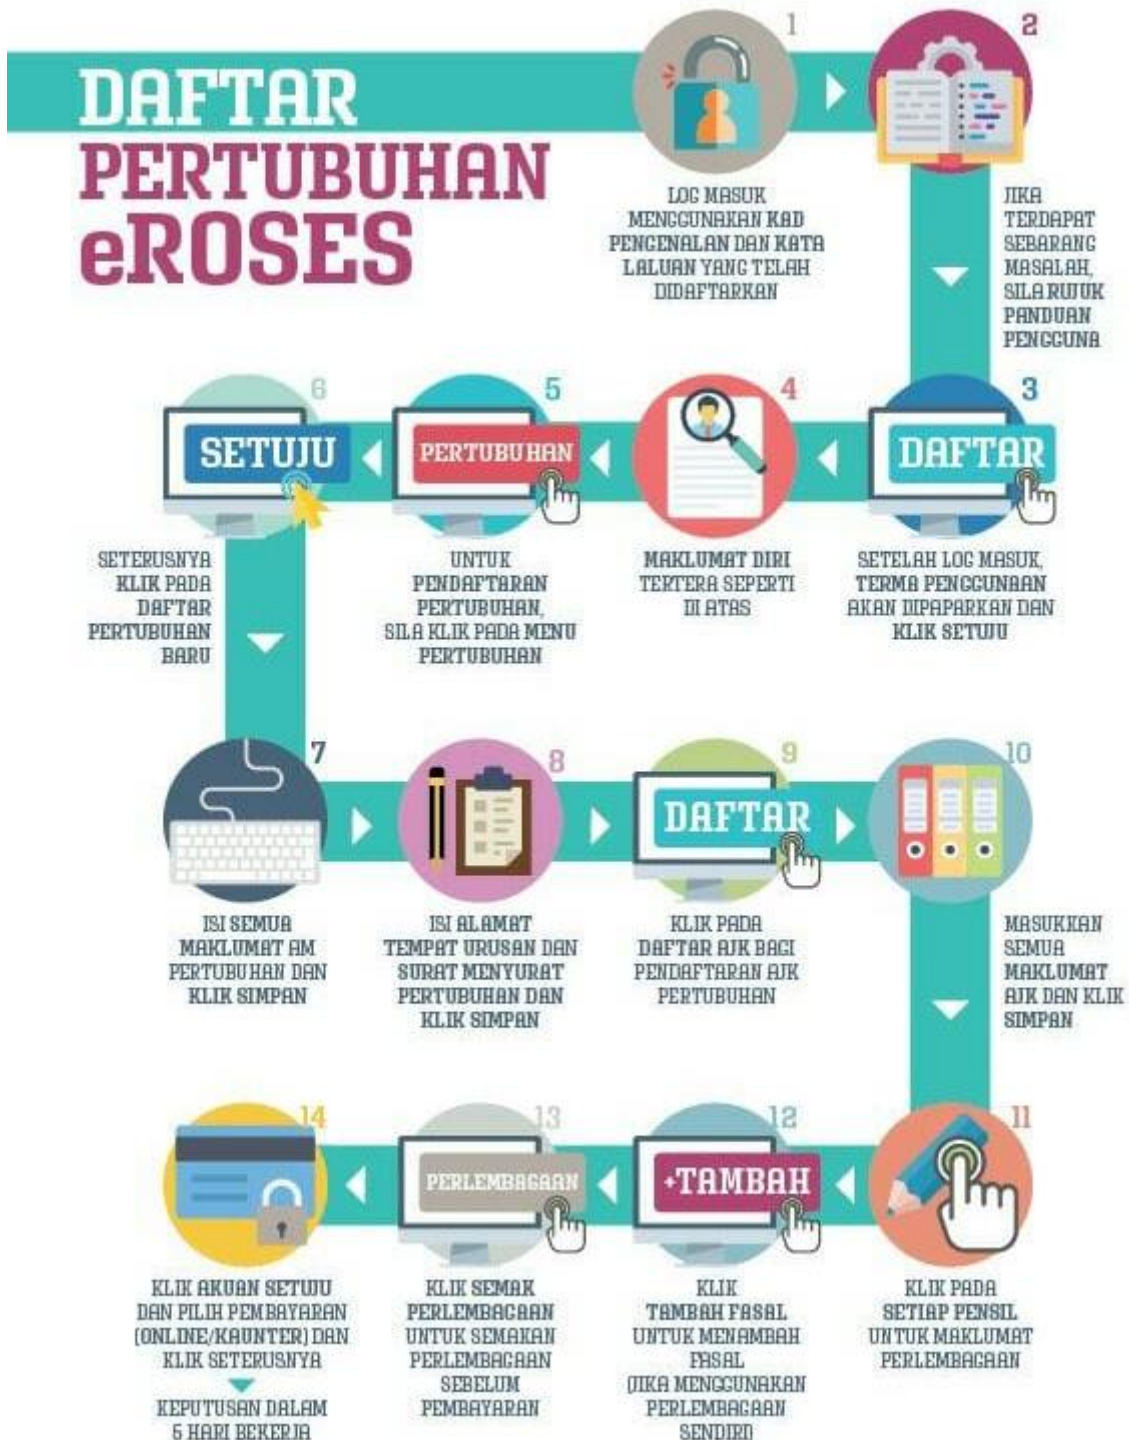 DAFTAR
PERTUBUHAN
eROSES
1
LOG MASUK
MENGGUNAKAN KAD
PENGENALAN DAN KATA
LALUAN YANG TELAH
DIDAFTARKAN
2
JIKA
TERDAPAT
SEBARANG
MASALAH,
SILA RUJUK
PANDUAN
PENGGUNA
3
DAFTAR
SETELAH LOG MASUK,
TERMA PENGGUNAAN
AKAN DIPAPARKAN DAN
KLIK SETUJU
4
MAKLUMAT DIRI
TERTERA SEPERTI
DI ATAS
5
PERTUBUHAN
UNTUK
PENDAFTARAN
PERTUBUHAN,
SILA KLIK PADA MENU
PERTUBUHAN
6
SETUJU
SETERUSNYA
KLIK PADA
DAFTAR
PERTUBUHAN
BARU
7
ISI SEMUA
MAKLUMAT AM
PERTUBUHAN DAN
KLIK SIMPAN
8
ISI ALAMAT
TEMPAT URUSAN DAN
SURAT MENYURAT
PERTUBUHAN DAN
KLIK SIMPAN
9
DAFTAR
KLIK PADA
DAFTAR AJK BAGI
PENDAFTARAN AJK
PERTUBUHAN
10
MASUKKAN
SEMUA
MAKLUMAT
AJK DAN KLIK
SIMPAN
11
KLIK PADA
SETIAP PENSIL
UNTUK MAKLUMAT
PERLEMBAGAAN
12
+TAMBAH
KLIK
TAMBAH FASAL
UNTUK MENAMBAH
FASAL
(JIKA MENGGUNAKAN
PERLEMBAGAAN
SENDIRI)
13
PERLEMBAGAAN
KLIK SEMAK
PERLEMBAGAAN
UNTUK SEMAKAN
PERLEMBAGAAN
SEBELUM
PEMBAYARAN
14
KLIK AKUAN SETUJU
DAN PILIH PEMBAYARAN
(ONLINE/KAUNTER) DAN
KLIK SETERUSNYA
KEPUTUSAN DALAM
5 HARI BEKERJA